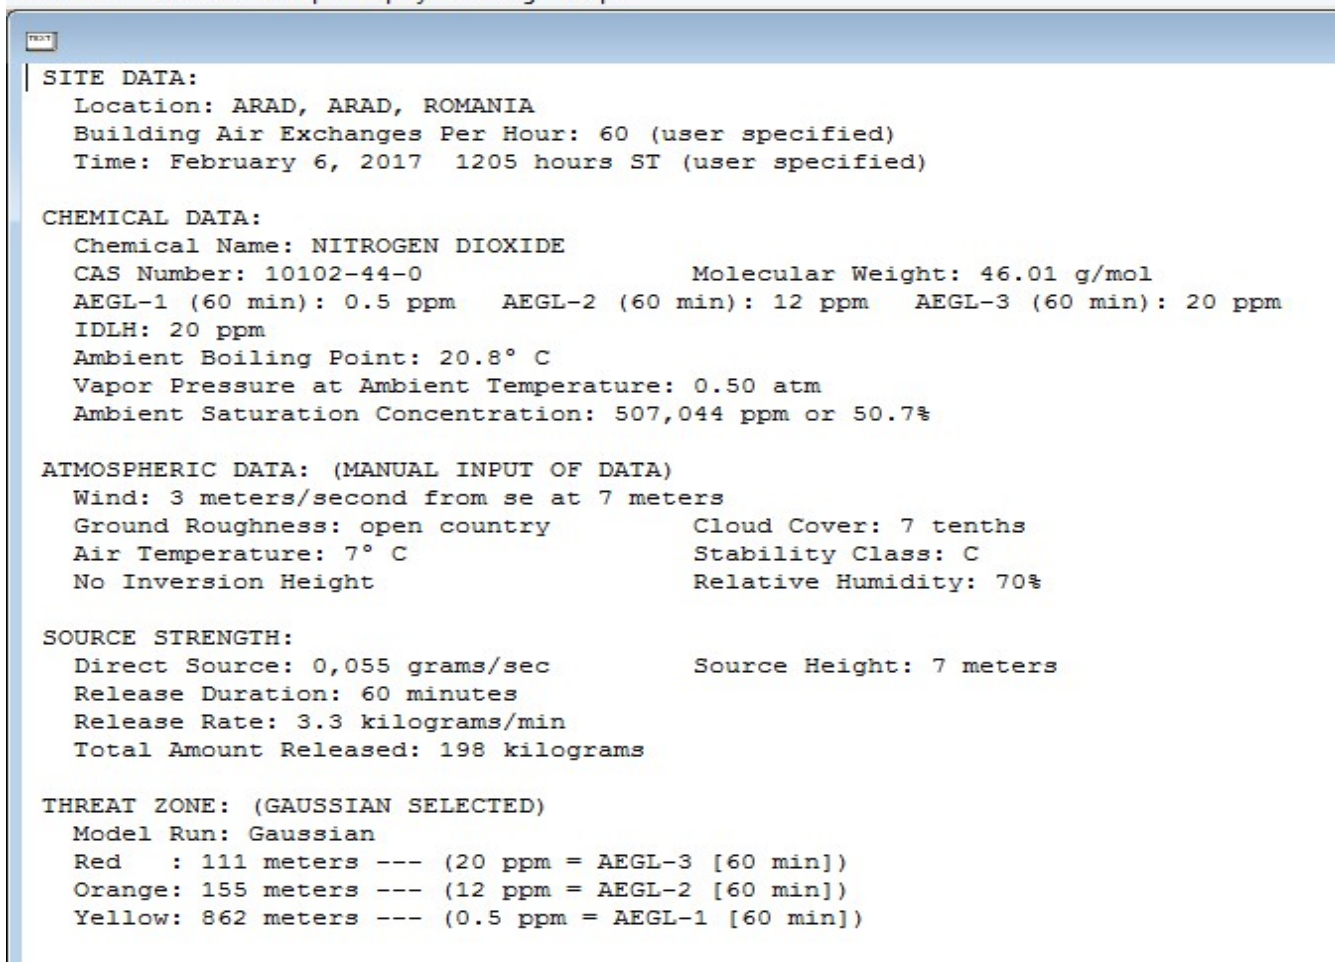 TEXT
SITE DATA:
Location: ARAD, ARAD, ROMANIA
Building Air Exchanges Per Hour: 60 (user specified)
Time: February 6, 2017  1205 hours ST (user specified)
CHEMICAL DATA:
Chemical Name: NITROGEN DIOXIDE
CAS Number: 10102-44-0 Molecular Weight: 46.01 g/mol
AEGL-1 (60 min): 0.5 ppm   AEGL-2 (60 min): 12 ppm   AEGL-3 (60 min): 20 ppm
IDLH: 20 ppm
Ambient Boiling Point: 20.8° C
Vapor Pressure at Ambient Temperature: 0.50 atm
Ambient Saturation Concentration: 507,044 ppm or 50.7%
ATMOSPHERIC DATA: (MANUAL INPUT OF DATA)
Wind: 3 meters/second from se at 7 meters
Ground Roughness: open country Cloud Cover: 7 tenths
Air Temperature: 7° C Stability Class: C
No Inversion Height Relative Humidity: 70%
SOURCE STRENGTH:
Direct Source: 0,055 grams/sec Source Height: 7 meters
Release Duration: 60 minutes
Release Rate: 3.3 kilograms/min
Total Amount Released: 198 kilograms
THREAT ZONE: (GAUSSIAN SELECTED)
Model Run: Gaussian
Red   : 111 meters --- (20 ppm = AEGL-3 [60 min])
Orange: 155 meters --- (12 ppm = AEGL-2 [60 min])
Yellow: 862 meters --- (0.5 ppm = AEGL-1 [60 min])